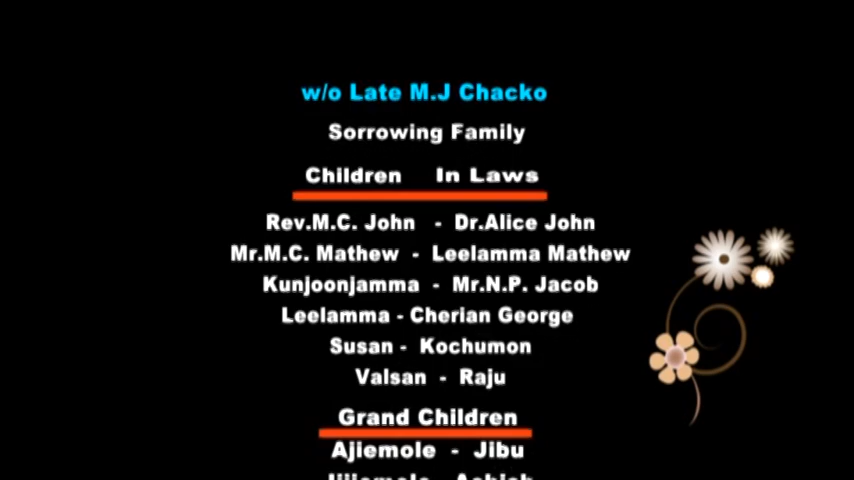 w/o Late M.J Chacko
Sorrowing Family
Children In Laws
Rev.M.C. John - Dr.Alice John
Mr.M.C. Mathew - Leelamma Mathew
Kunjoonjamma - Mr.N.P. Jacob
Leelamma - Cherian George
Susan - Kochumon
Valsan - Raju
Grand Children
Ajiemole - Jibu